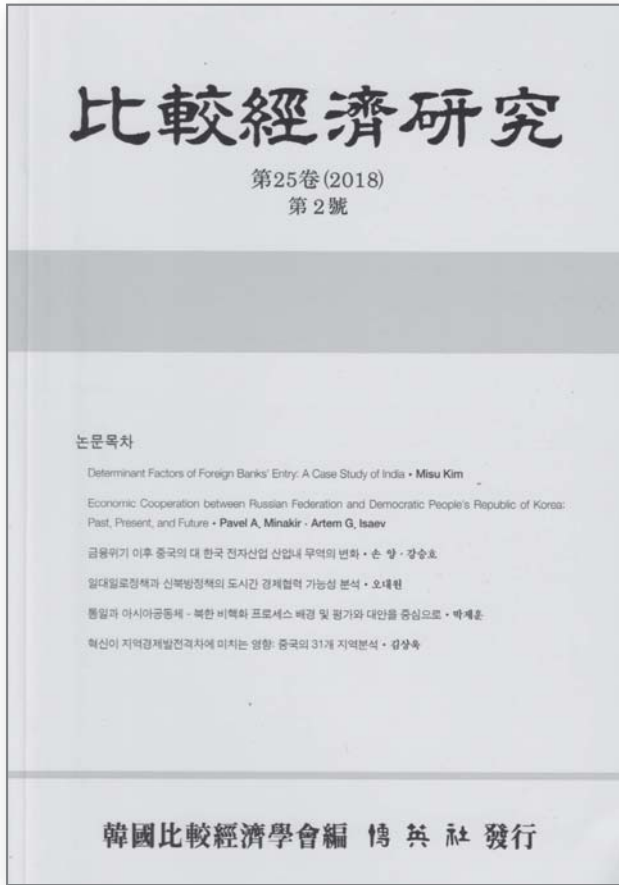 比較經濟研究
第25卷(2018)
第2號
논문목차
Determinant Factors of Foreign Banks' Entry: A Case Study of India • Misu Kim
Economic Cooperation between Russian Federation and Democratic People's Republic of Korea:
Past, Present, and Future • Pavel A. Minakir · Artem G. Isaev
금융위기 이후 중국의 대 한국 전자산업 산업내 무역의 변화 • 손 양 · 강승호
일대일로정책과 신북방정책의 도시간 경제협력 가능성 분석 • 오대원
통일과 아시아공동체 - 북한 비핵화 프로세스 배경 및 평가와 대안을 중심으로 • 박제훈
혁신이 지역경제발전격차에 미치는 영향: 중국의 31개 지역분석 • 김상욱
韓國比較經濟學會編 博英社 發行